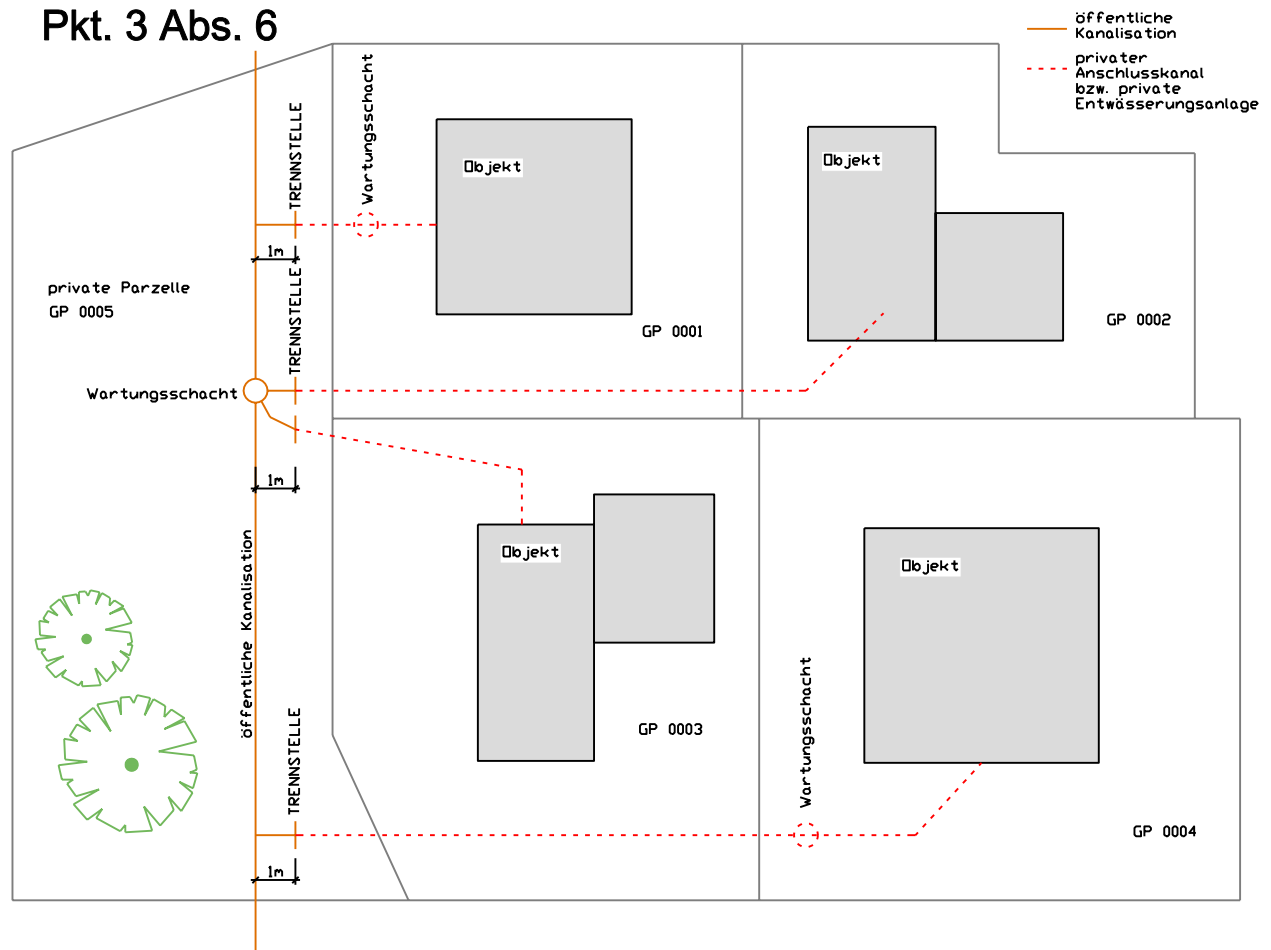 Pkt. 3 Abs. 6
öffentliche
Kanalisation
privater
Anschlusskanal
bzw. private
Entwässerungsanlage
TRENNSTELLE
Wartungsschacht
Objekt
Objekt
1m
private Parzelle
GP 0005
TRENNSTELLE
GP 0001
GP 0002
Wartungsschacht
1m
öffentliche Kanalisation
Objekt
Objekt
GP 0003
TRENNSTELLE
Wartungsschacht
GP 0004
1m